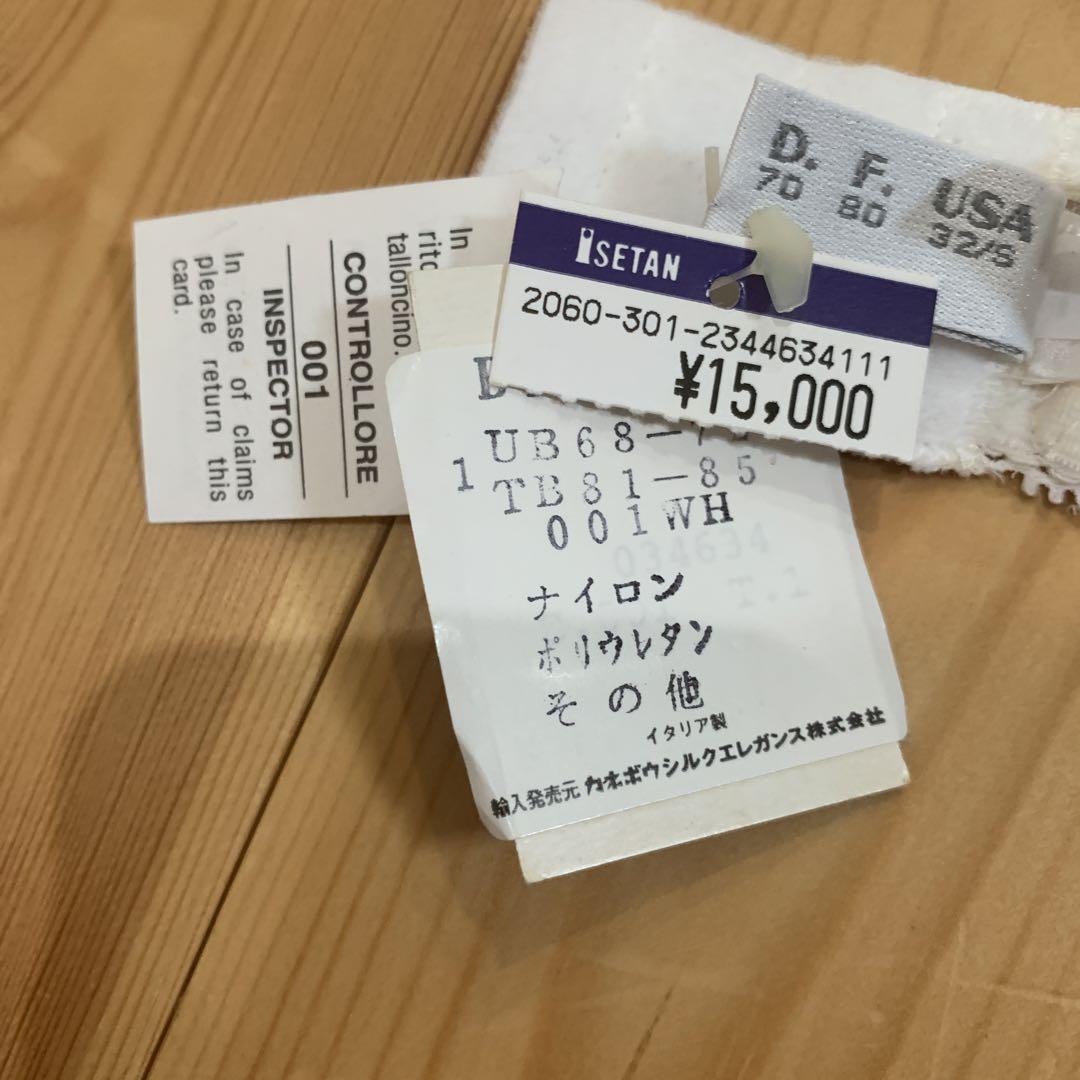 D. F. USA
70 80 32/S
ISETAN
2060-301-2344634111
¥15,000
In
talloncino.
CONTROLLORE
001
INSPECTOR
In case of claims
please return this
card.
UB68-
1 TB81-85
001WH
034634
T.1
ナイロン
ポリウレタン
その他
イタリア製
輸入発売元 カネボウシルクエレガンス株式会社